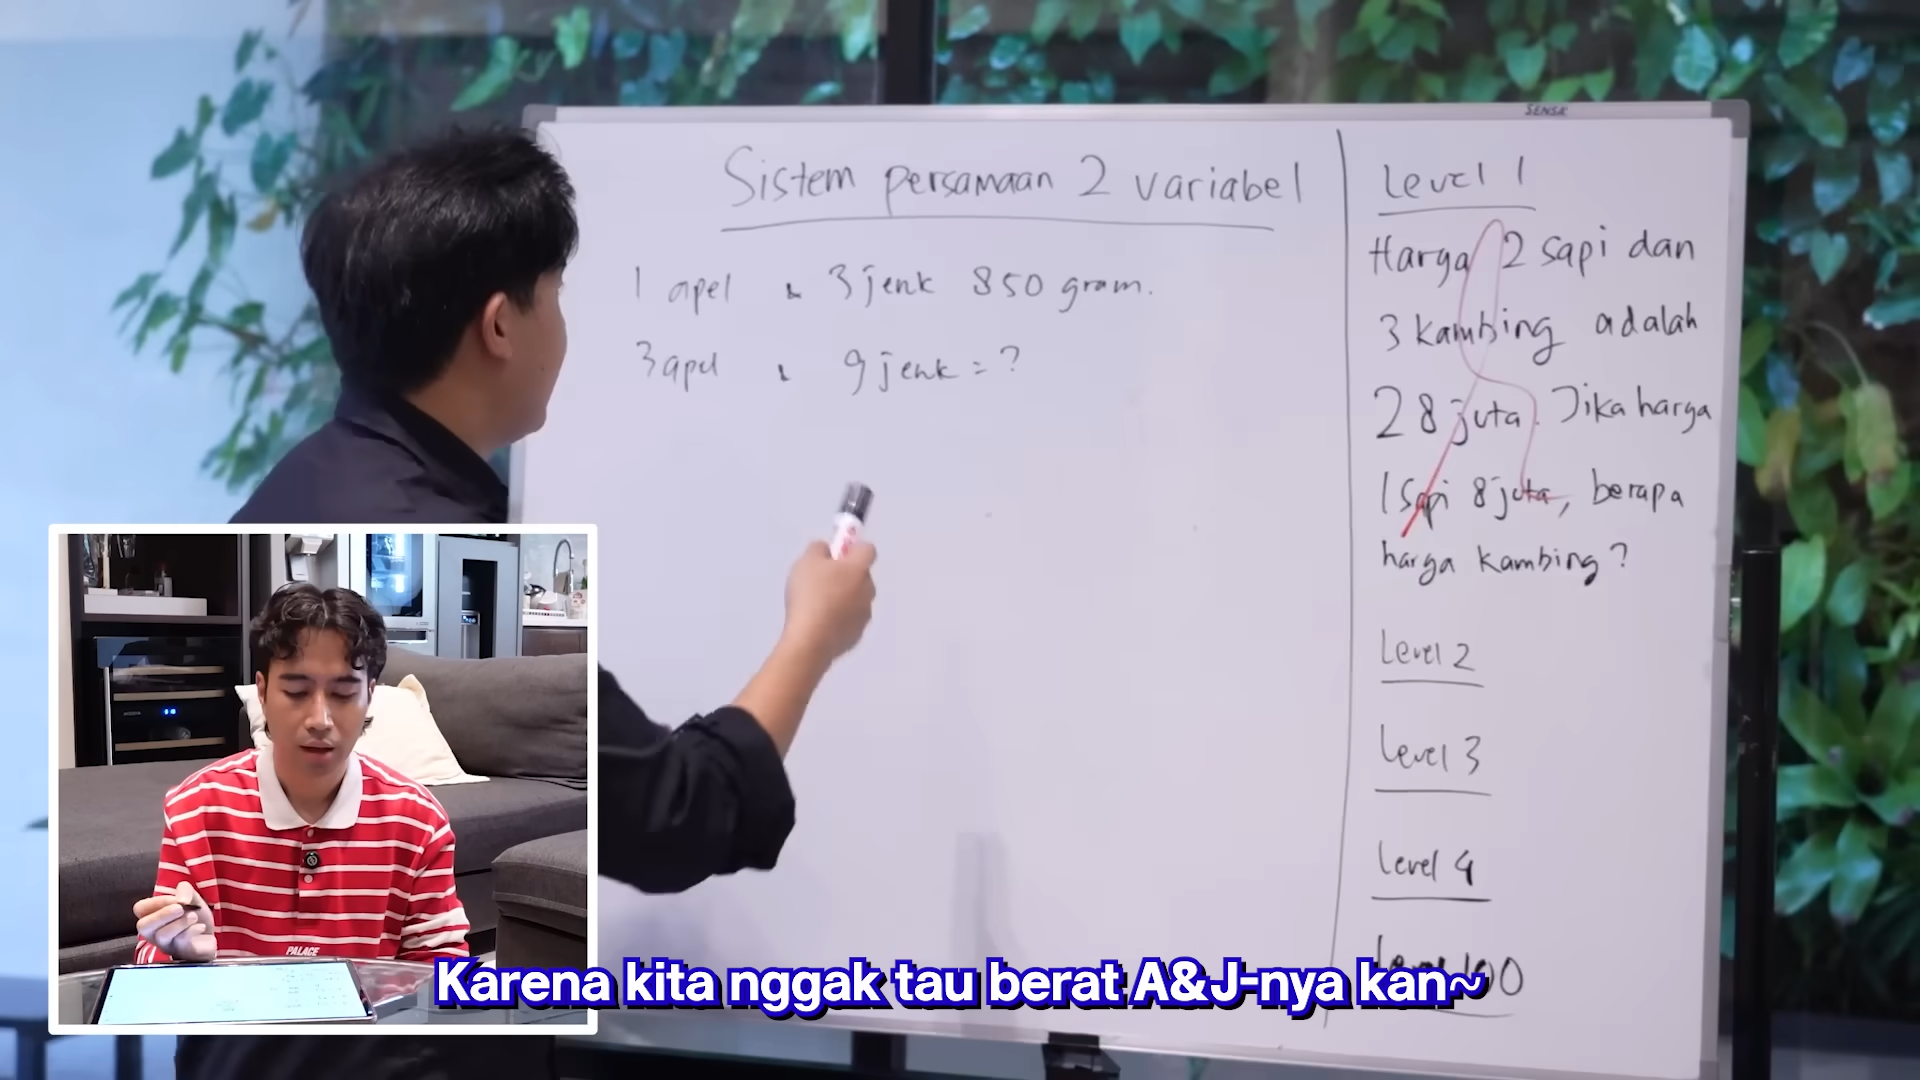 SENSA
Sistem persamaan 2 variabel
1 apel & 3 jenk 850 gram.
3 apel & 9 jenk = ?
Level 1
Harga 2 sapi dan
3 kambing adalah
28 juta. Jika harga
1 sapi 8 juta, berapa
harga kambing?
Level 2
Level 3
Level 4
PALACE
Karena kita nggak tau berat A&J-nya kan~